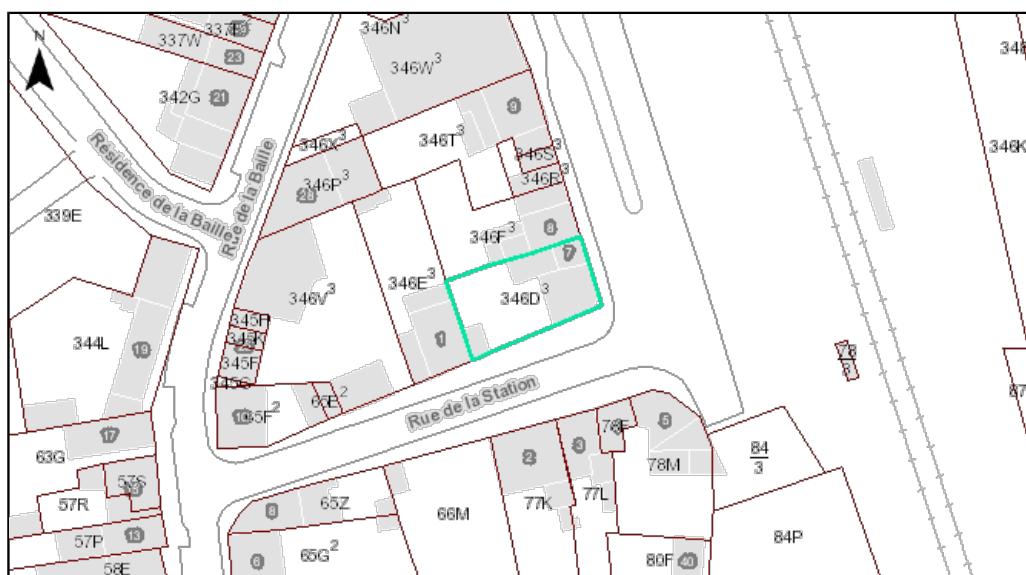 346N³
337W
23
346W³
N
342G
21
9
346T³
346X³
346S³
346K
Résidence de la Baille
Rue de la Baille
346P³
28
346R³
339E
346F³
8
7
346E³
346V³
346D³
345H
345K
344L
19
1
345F
78
3
Rue de la Station
65E²
65F²
17
63G
2
3
5
84
3
78M
57S
57R
8
65Z
66M
77K
77L
57P
13
84P
65G²
6
80F
40
58E